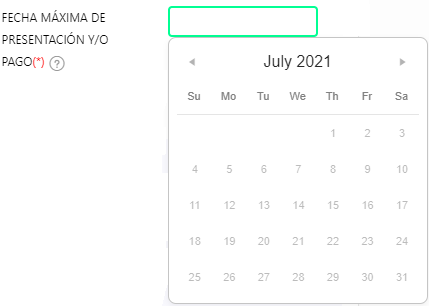 FECHA MÁXIMA DE
PRESENTACIÓN Y/O
PAGO(*) ?
◂ July 2021 ▸
Su Mo Tu We Th Fr Sa
1 2 3
4 5 6 7 8 9 10
11 12 13 14 15 16 17
18 19 20 21 22 23 24
25 26 27 28 29 30 31